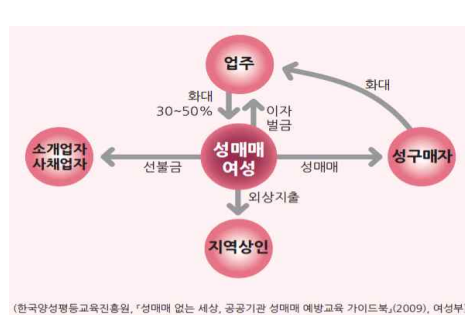 업주
화대
화대
30~50%
이자
벌금
소개업자
사채업자
성매매
여성
성구매자
선불금
성매매
외상지출
지역상인
(한국양성평등교육진흥원, 『성매매 없는 세상, 공공기관 성매매 예방교육 가이드북』(2009), 여성부